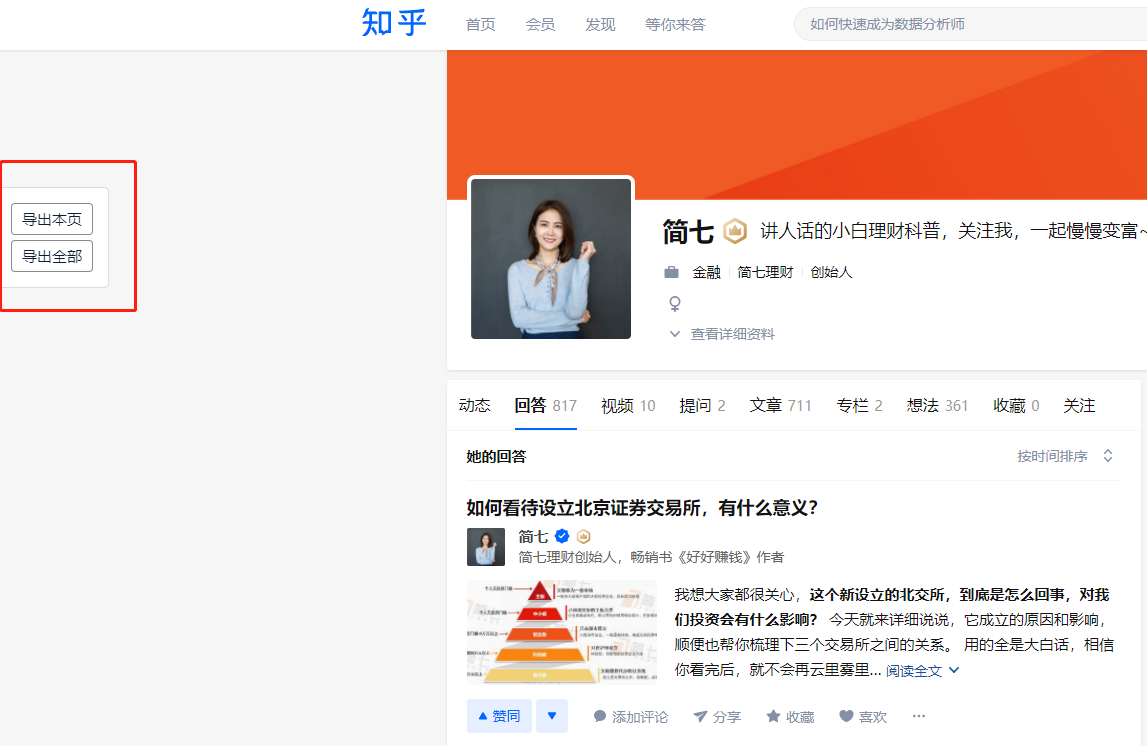 知乎 首页 会员 发现 等你来答 如何快速成为数据分析师
导出本页
导出全部
简七 讲人话的小白理财科普，关注我，一起慢慢变富~
金融 简七理财 创始人
查看详细资料
动态 回答 817 视频 10 提问 2 文章 711 专栏 2 想法 361 收藏 0 关注
她的回答 按时间排序
如何看待设立北京证券交易所，有什么意义？
简七
简七理财创始人，畅销书《好好赚钱》作者
我想大家都很关心，这个新设立的北交所，到底是怎么回事，对我
们投资会有什么影响？ 今天就来详细说说，它成立的原因和影响，
顺便也帮你梳理下三个交易所之间的关系。 用的全是大白话，相信
你看完后，就不会再云里雾里... 阅读全文
赞同 添加评论 分享 收藏 喜欢